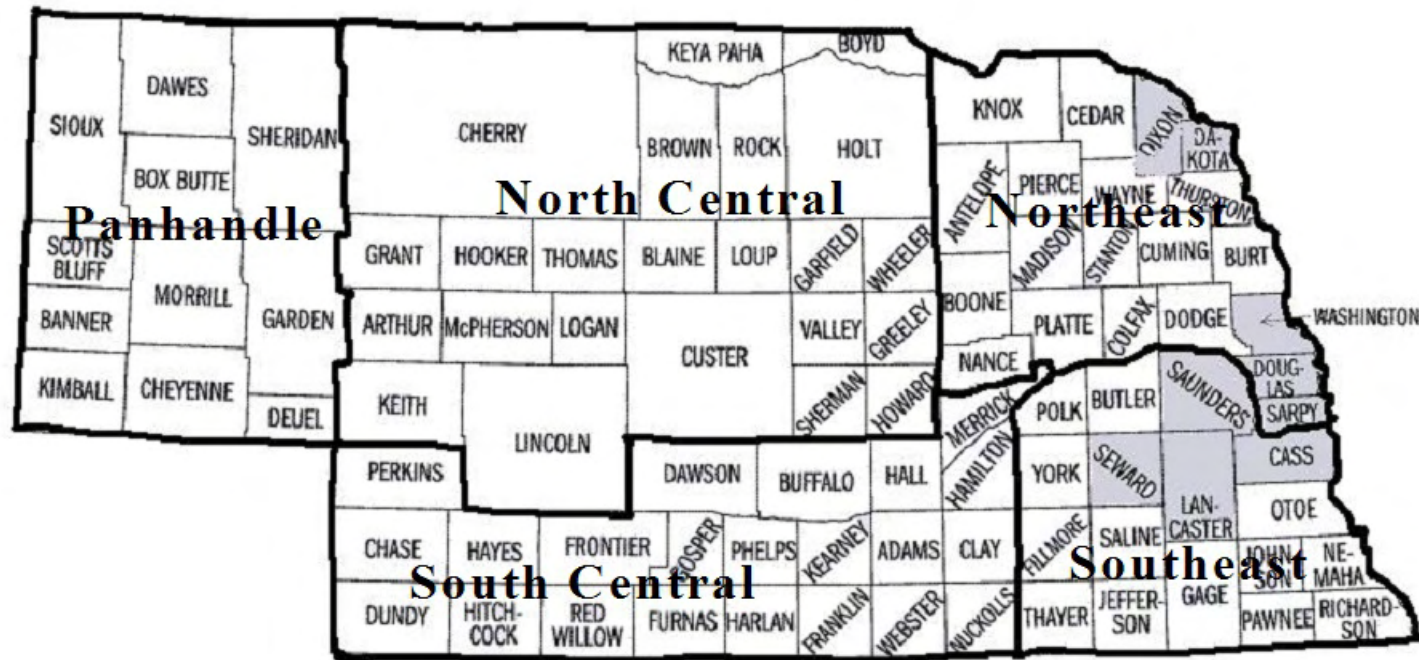 KEYA PAHA
BOYD
DAWES
SIOUX
SHERIDAN
CHERRY
BROWN
ROCK
HOLT
KNOX
CEDAR
DIXON
DA-
KOTA
BOX BUTTE
ANTELOPE
PIERCE
WAYNE
THURSTON
Panhandle
North Central
Northeast
SCOTTS
BLUFF
GRANT
HOOKER
THOMAS
BLAINE
LOUP
GARFIELD
WHEELER
MADISON
STANTON
CUMING
BURT
MORRILL
BANNER
GARDEN
ARTHUR
McPHERSON
LOGAN
CUSTER
VALLEY
GREELEY
BOONE
PLATTE
COLFAX
DODGE
WASHINGTON
KIMBALL
CHEYENNE
DEUEL
KEITH
LINCOLN
SHERMAN
HOWARD
NANCE
MERRICK
POLK
BUTLER
SAUNDERS
DOUG-
LAS
SARPY
PERKINS
DAWSON
BUFFALO
HALL
HAMILTON
YORK
SEWARD
LAN-
CASTER
CASS
OTOE
CHASE
HAYES
FRONTIER
GOSPER
PHELPS
KEARNEY
ADAMS
CLAY
FILLMORE
SALINE
JOHN-
SON
NE-
MAHA
South Central
Southeast
DUNDY
HITCH-
COCK
RED
WILLOW
FURNAS
HARLAN
FRANKLIN
WEBSTER
NUCKOLLS
THAYER
JEFFER-
SON
GAGE
PAWNEE
RICHARD-
SON